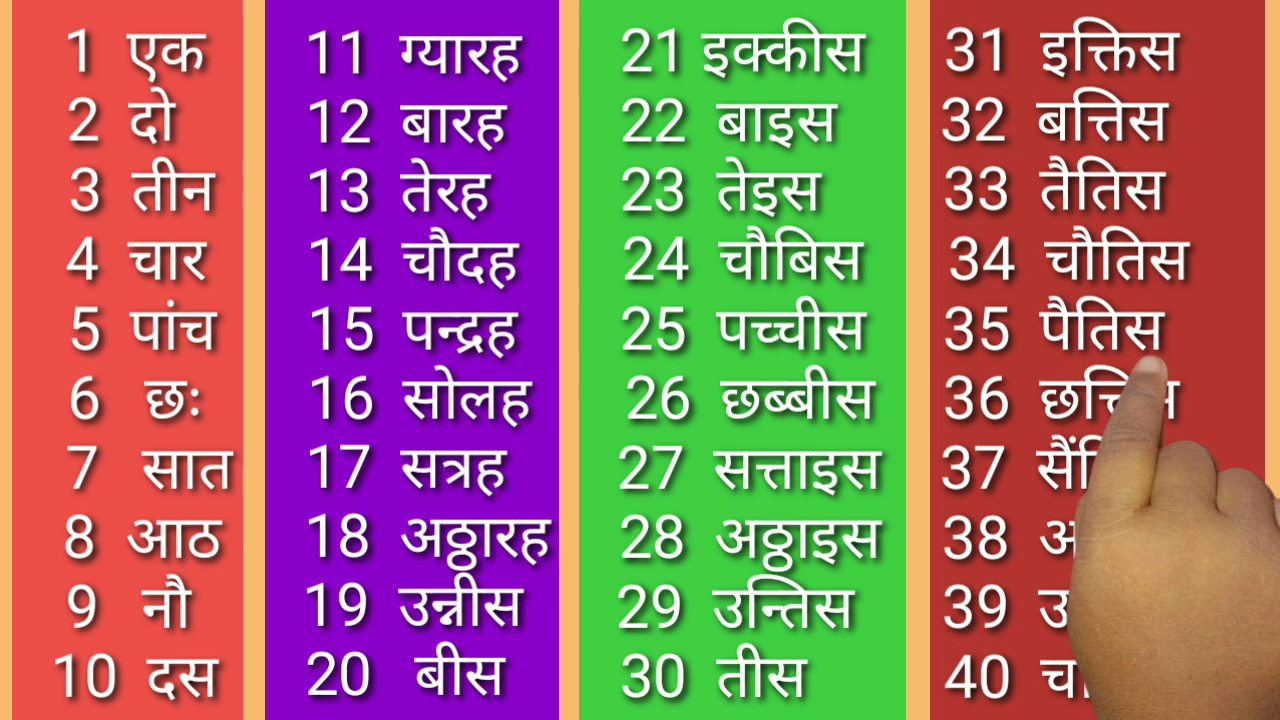 1 एक
2 दो
3 तीन
4 चार
5 पांच
6 छः
7 सात
8 आठ
9 नौ
10 दस
11 ग्यारह
12 बारह
13 तेरह
14 चौदह
15 पन्द्रह
16 सोलह
17 सत्रह
18 अठ्ठारह
19 उन्नीस
20 बीस
21 इक्कीस
22 बाइस
23 तेइस
24 चौबिस
25 पच्चीस
26 छब्बीस
27 सत्ताइस
28 अठ्ठाइस
29 उन्तिस
30 तीस
31 इक्तिस
32 बत्तिस
33 तैतिस
34 चौतिस
35 पैतिस
36 छत्तिस
37
38
39
40